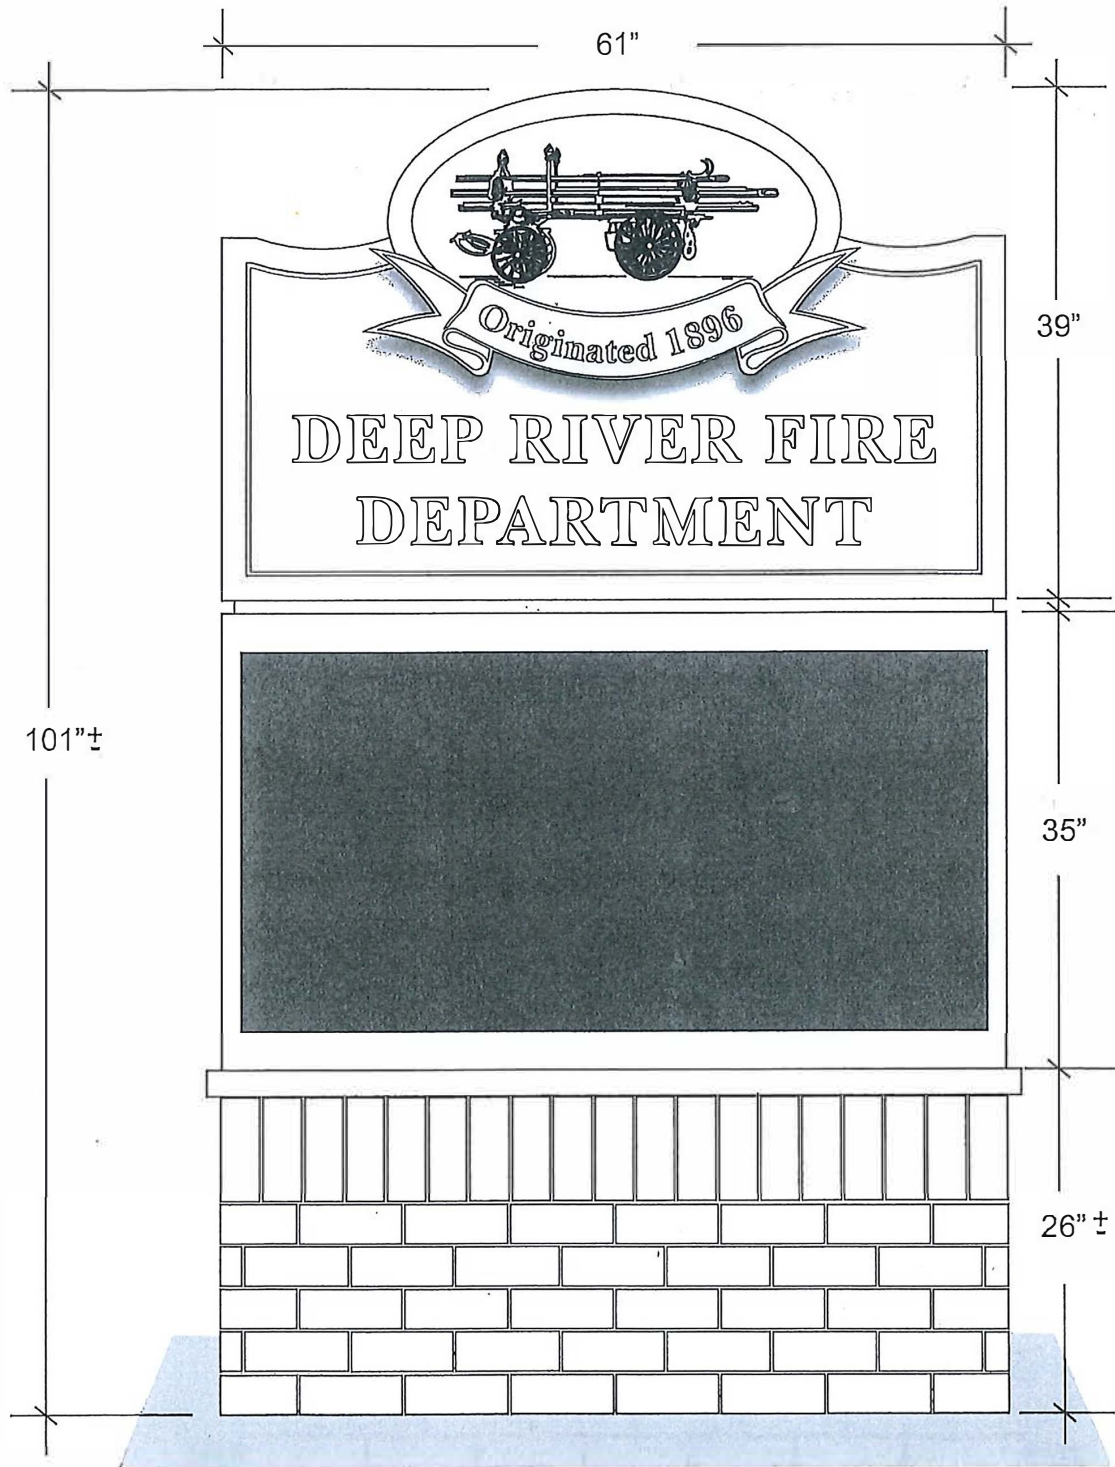 61”
Originated 1896
39”
DEEP RIVER FIRE
DEPARTMENT
101”±
35”
26”±